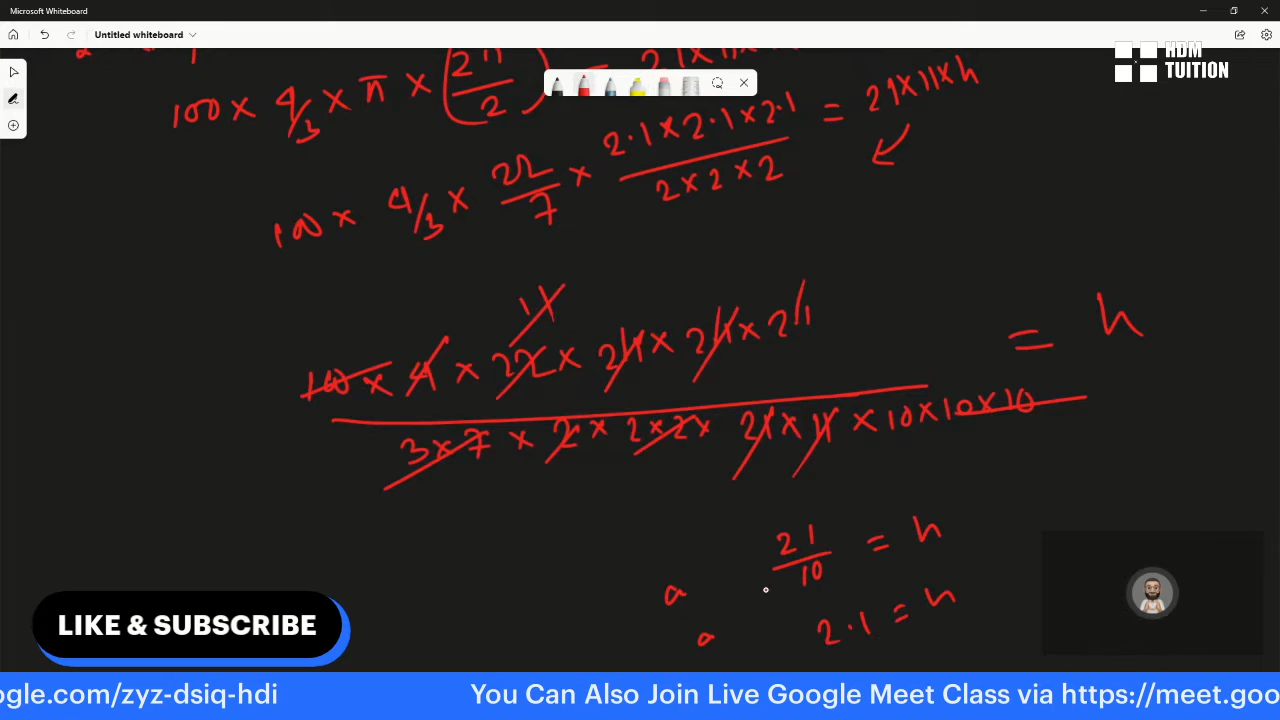 Microsoft Whiteboard
Untitled whiteboard
HDM
TUITION
100 × 4/3 × π × (2.1/2) = 21 × 11 ×
100 × 4/3 × 22/7 × 2.1 × 2.1 × 2.1 / 2 × 2 × 2 = 21 × 11 × h
11
100 × 4 × 22 × 21 × 21 × 21 = h
3 × 7 × 2 × 2 × 2 × 21 × 11 × 10 × 10 × 10
21/10 = h
2.1 = h
LIKE & SUBSCRIBE
ogle.com/zyz-dsiq-hdi
You Can Also Join Live Google Meet Class via https://meet.goo